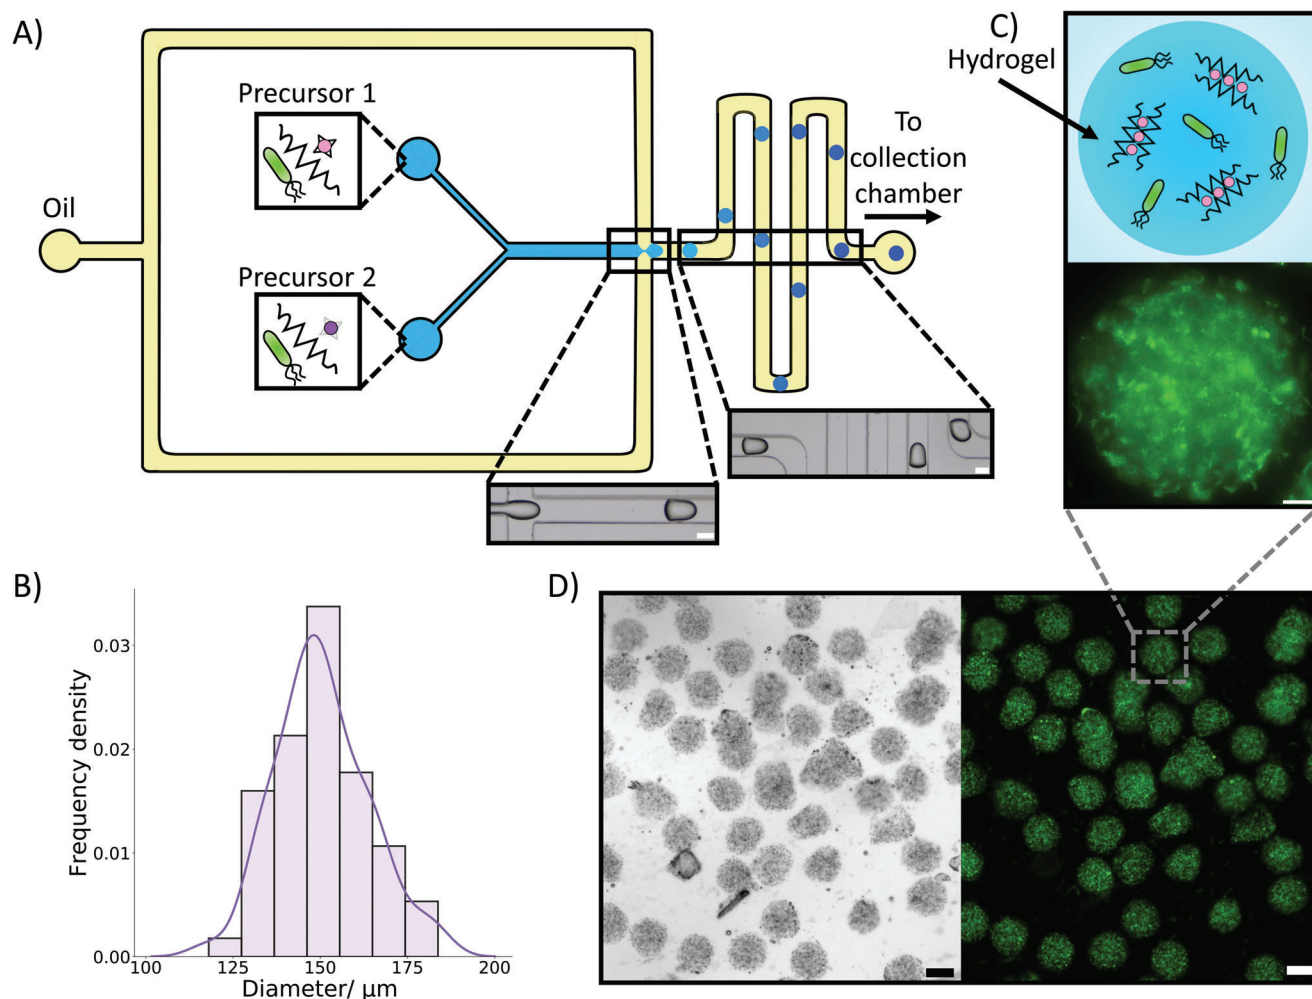 A)
Oil
Precursor 1
Precursor 2
To
collection
chamber
C)
Hydrogel
B)
Frequency density
0.03
0.02
0.01
0.00
100
125
150
175
200
Diameter/ μm
D)